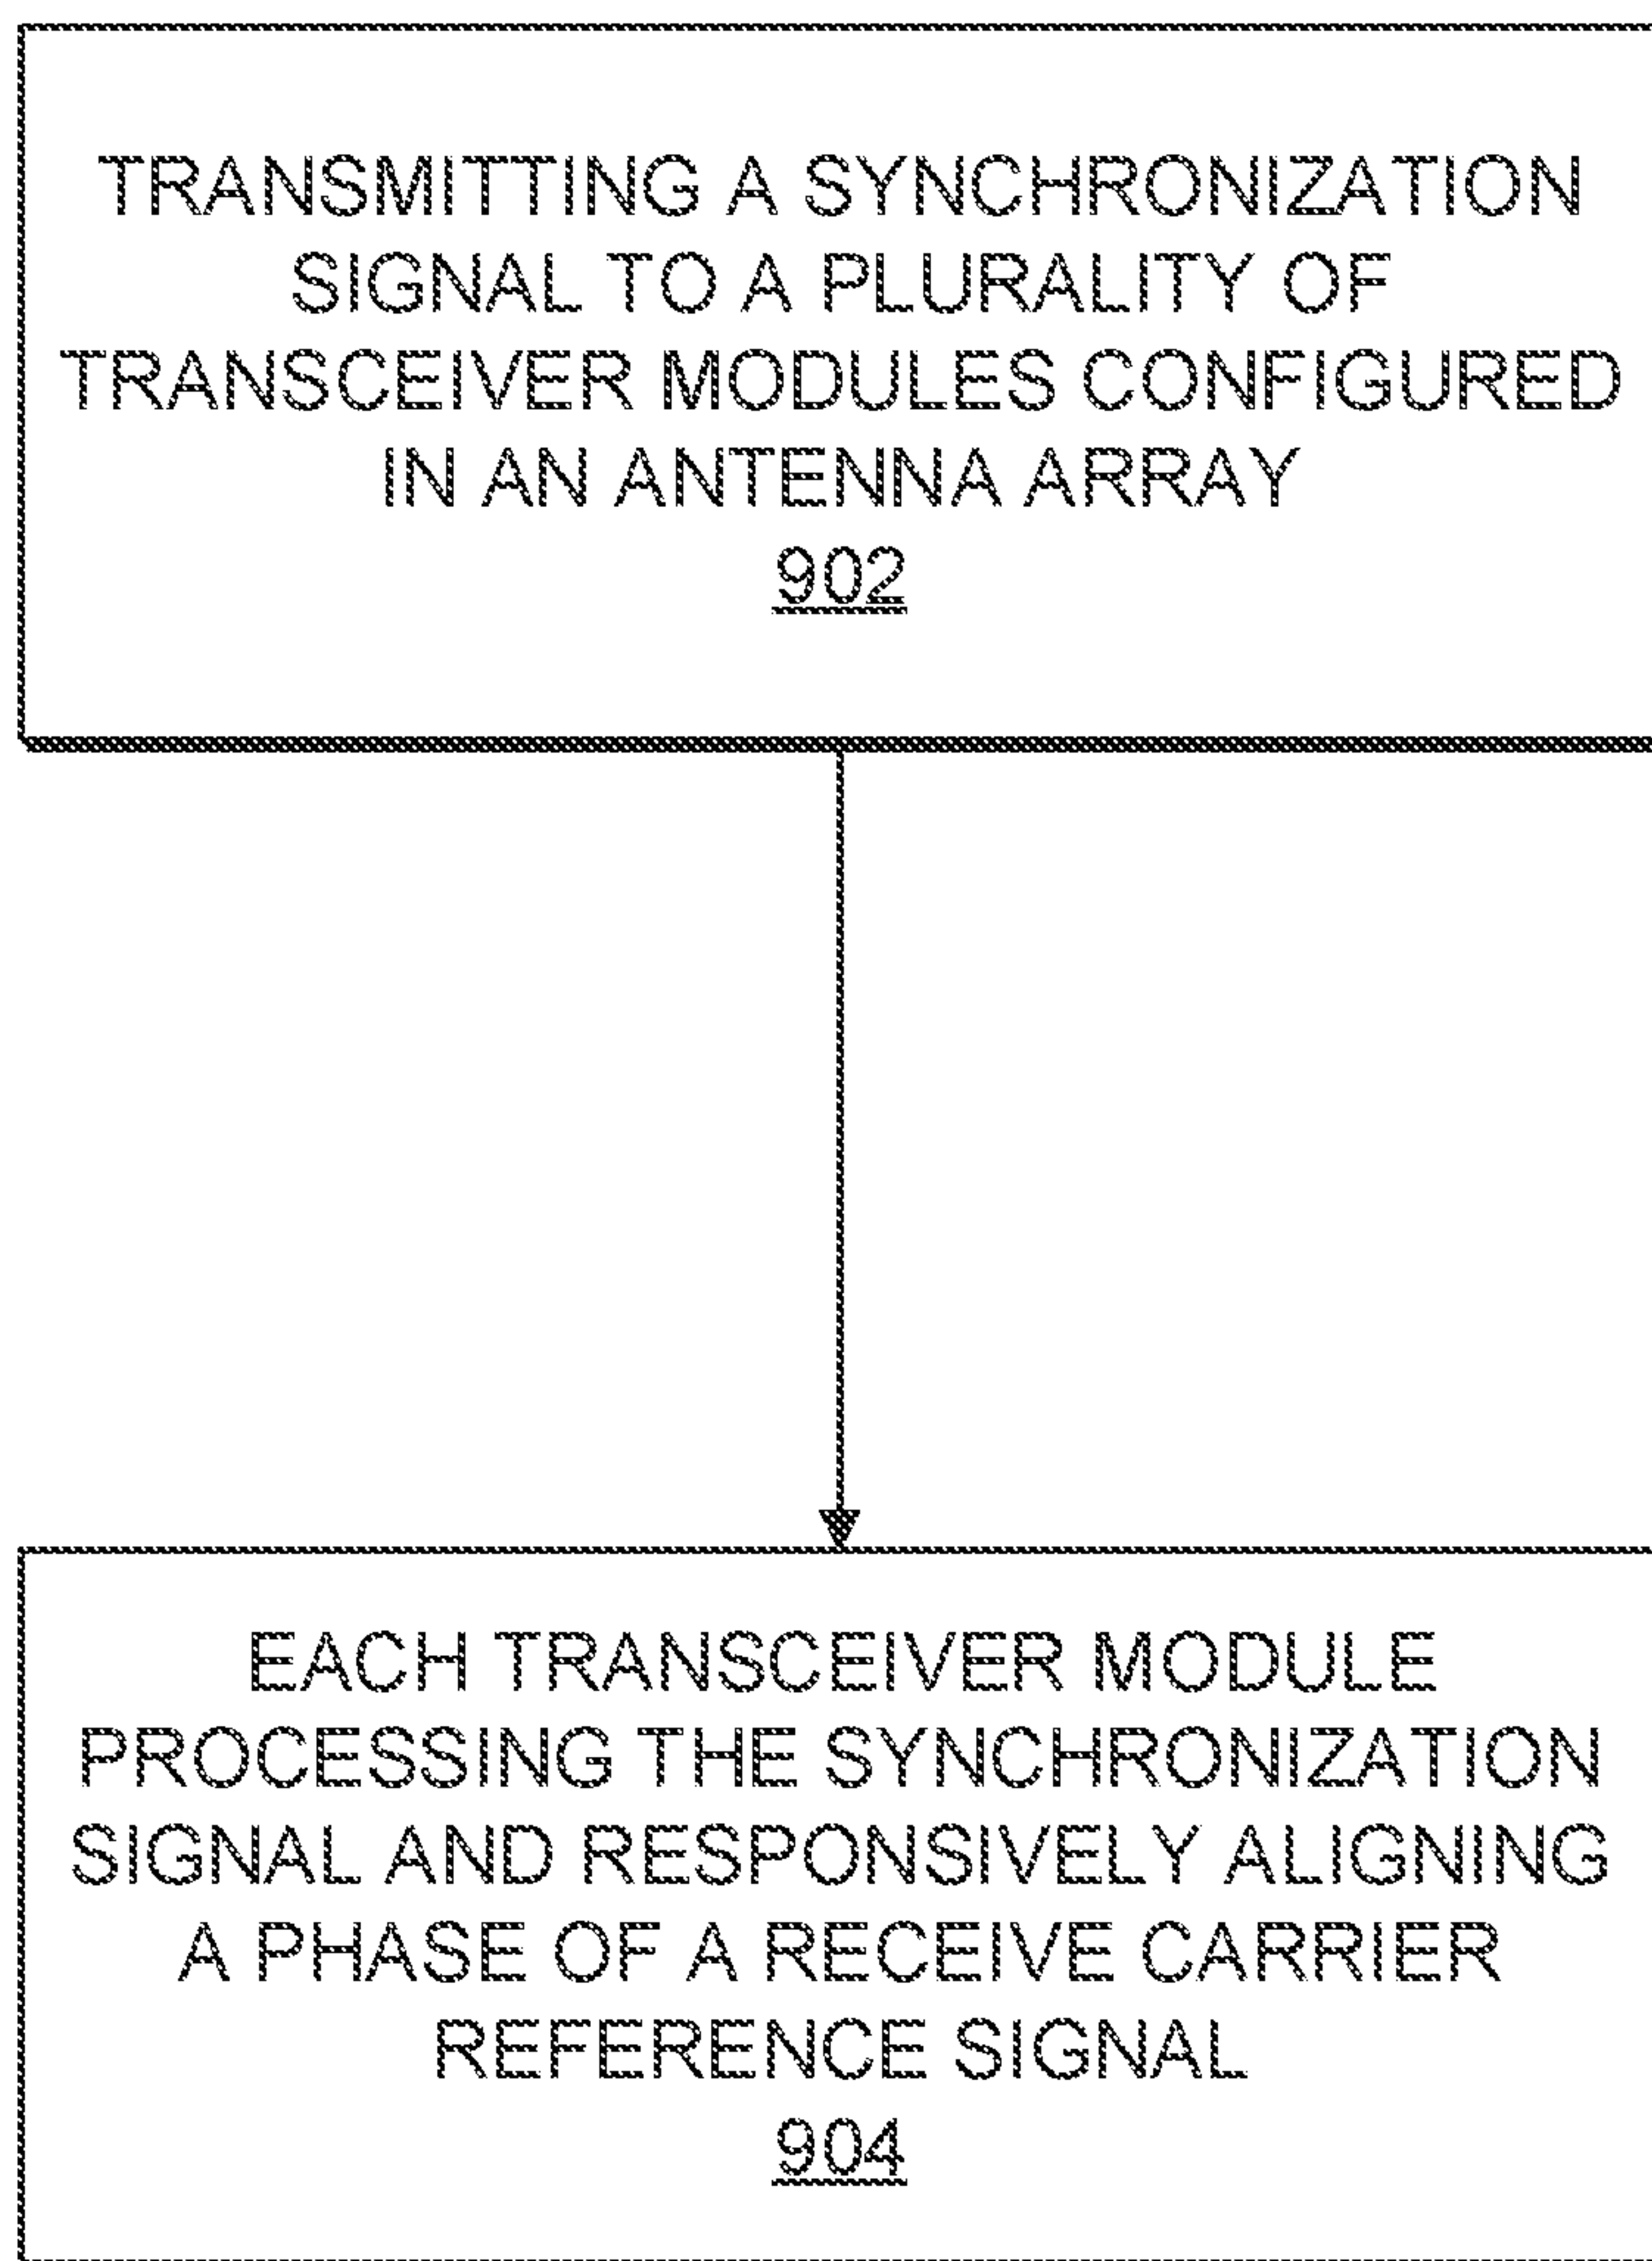 TRANSMITTING A SYNCHRONIZATION
SIGNAL TO A PLURALITY OF
TRANSCEIVER MODULES CONFIGURED
IN AN ANTENNA ARRAY
902
EACH TRANSCEIVER MODULE
PROCESSING THE SYNCHRONIZATION
SIGNAL AND RESPONSIVELY ALIGNING
A PHASE OF A RECEIVE CARRIER
REFERENCE SIGNAL
904